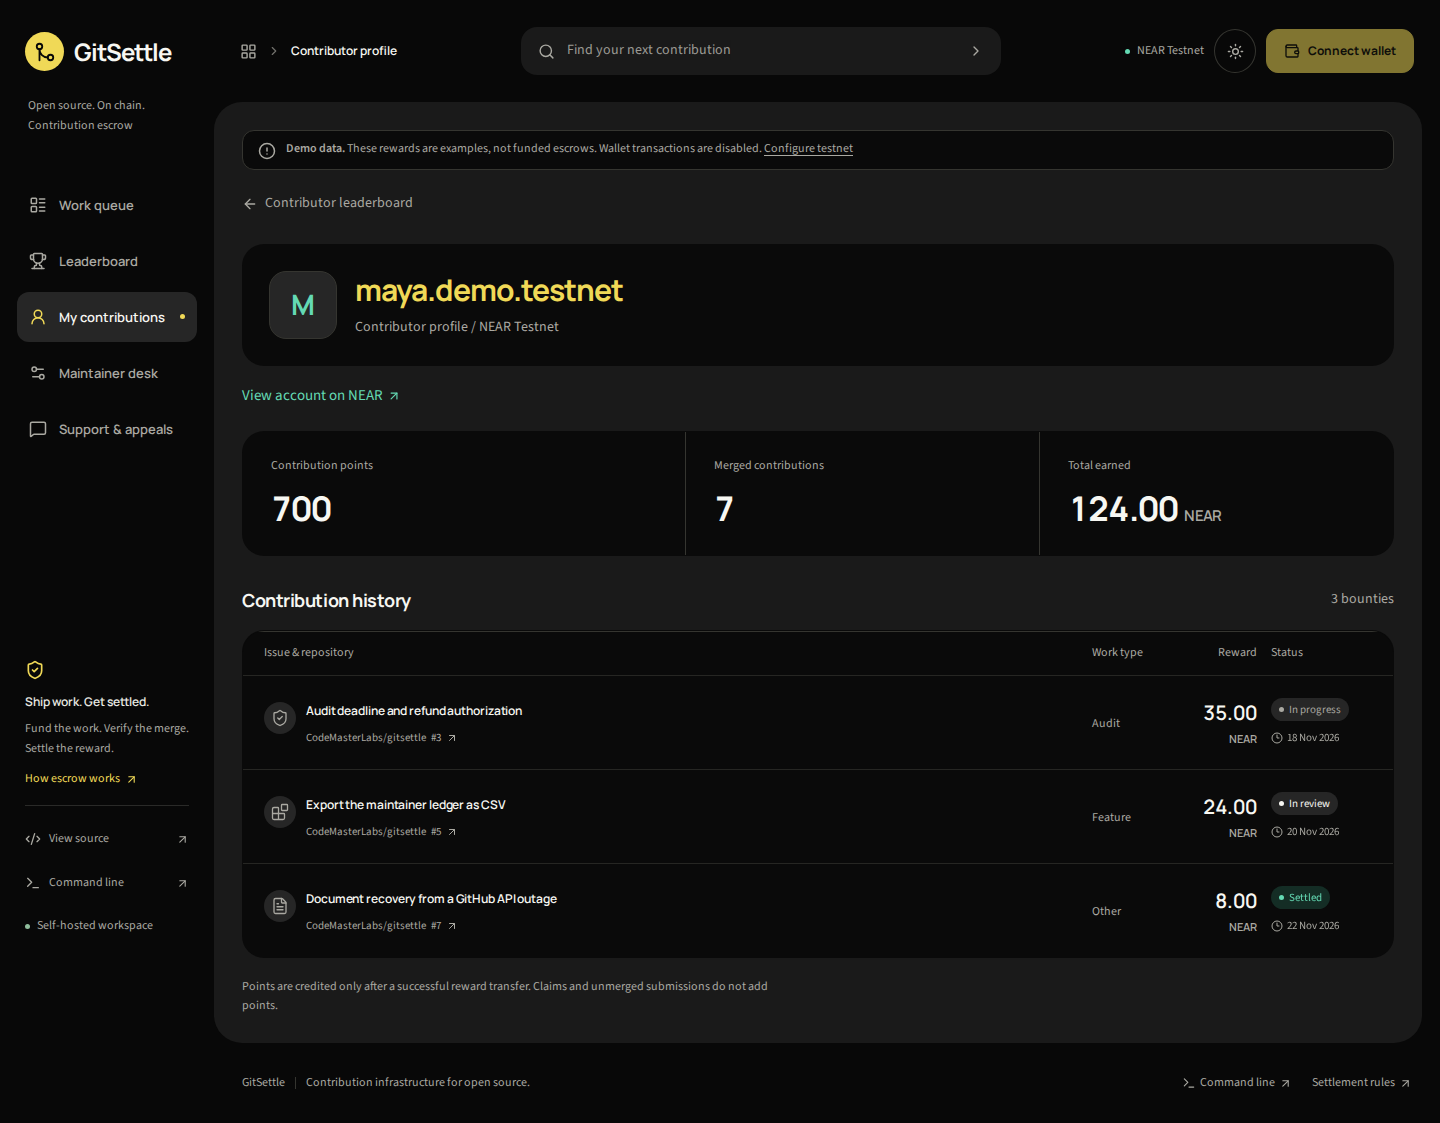 GitSettle
Open source. On chain.
Contribution escrow
Work queue
Leaderboard
My contributions
Maintainer desk
Support & appeals
Ship work. Get settled.
Fund the work. Verify the merge.
Settle the reward.
How escrow works
View source
Command line
Self-hosted workspace
Contributor profile
Find your next contribution
NEAR Testnet
Connect wallet
Demo data. These rewards are examples, not funded escrows. Wallet transactions are disabled. Configure testnet
Contributor leaderboard
M
maya.demo.testnet
Contributor profile / NEAR Testnet
View account on NEAR
Contribution points
700
Merged contributions
7
Total earned
124.00 NEAR
Contribution history
3 bounties
Issue & repository Work type Reward Status
Audit deadline and refund authorization
CodeMasterLabs/gitsettle #3
Audit
35.00
NEAR
In progress
18 Nov 2026
Export the maintainer ledger as CSV
CodeMasterLabs/gitsettle #5
Feature
24.00
NEAR
In review
20 Nov 2026
Document recovery from a GitHub API outage
CodeMasterLabs/gitsettle #7
Other
8.00
NEAR
Settled
22 Nov 2026
Points are credited only after a successful reward transfer. Claims and unmerged submissions do not add
points.
GitSettle
Contribution infrastructure for open source.
Command line
Settlement rules